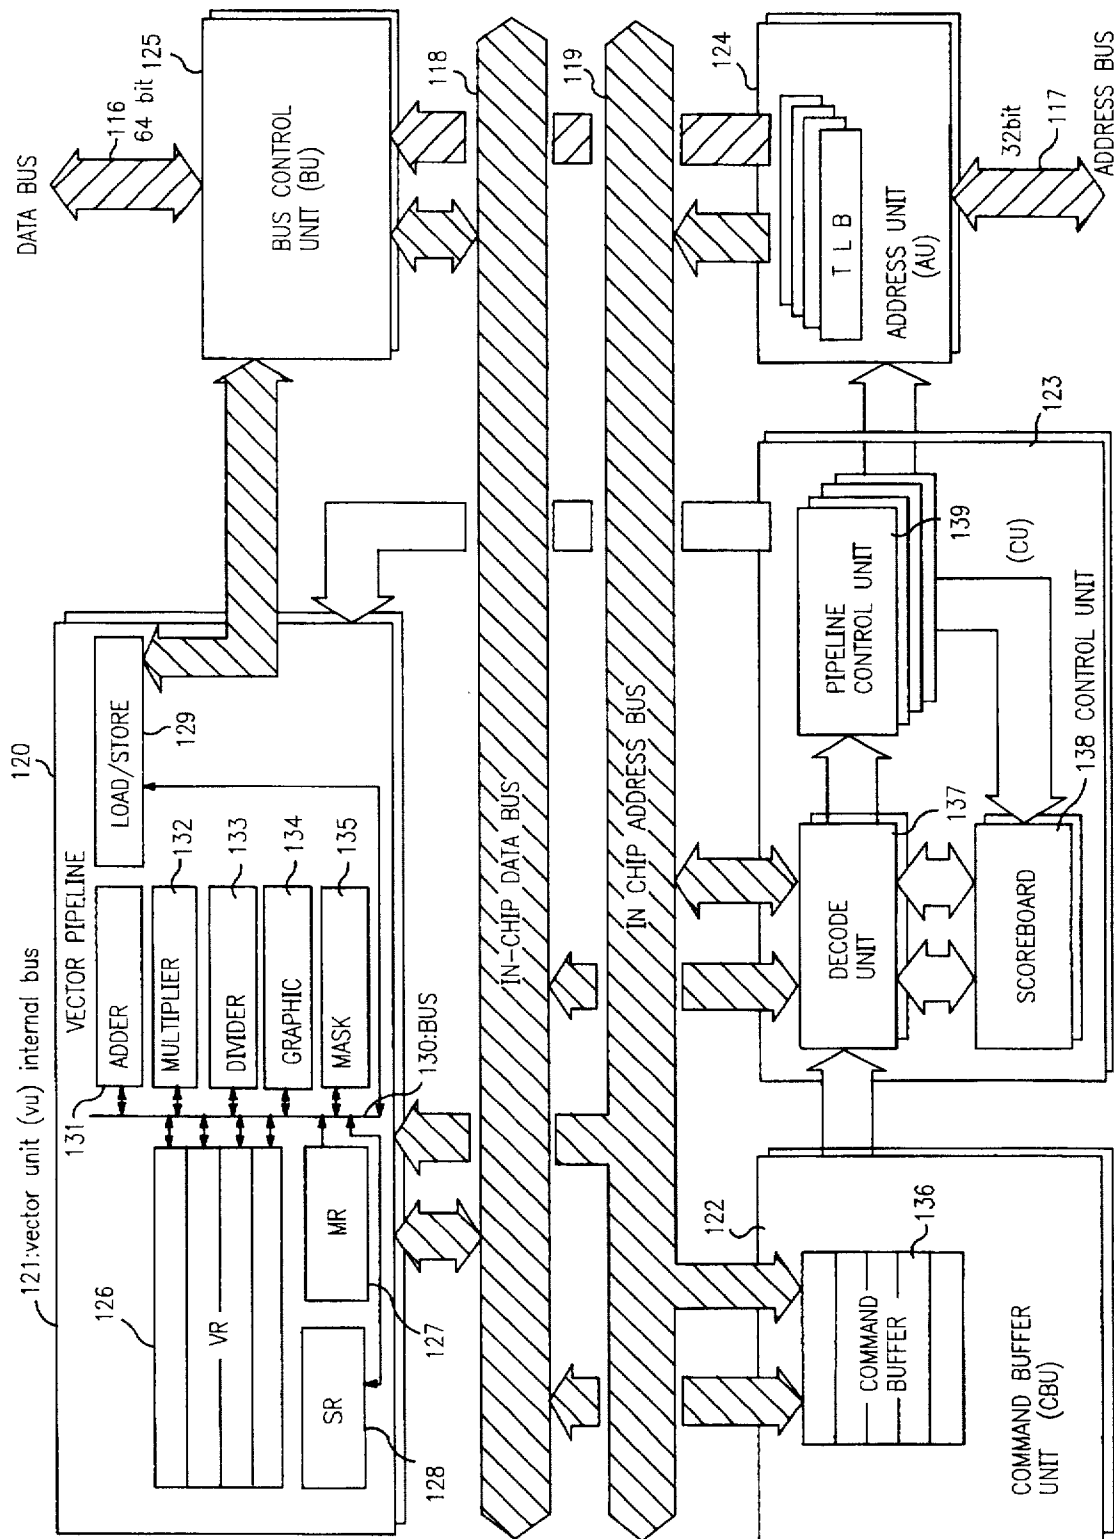 121:vector unit (vu) internal bus
120
126
VR
SR
128
MR
127
130:BUS
131
VECTOR PIPELINE
ADDER
MULTIPLIER
132
DIVIDER
133
GRAPHIC
134
MASK
135
LOAD/STORE
129
DATA BUS
116
64 bit
125
BUS CONTROL
UNIT
(BU)
118
IN-CHIP DATA BUS
119
IN CHIP ADDRESS BUS
122
136
COMMAND
BUFFER
COMMAND BUFFER
UNIT
(CBU)
DECODE
UNIT
137
SCOREBOARD
138 CONTROL UNIT
(CU)
PIPELINE
CONTROL UNIT
139
123
124
TLB
ADDRESS UNIT
(AU)
32bit
117
ADDRESS BUS